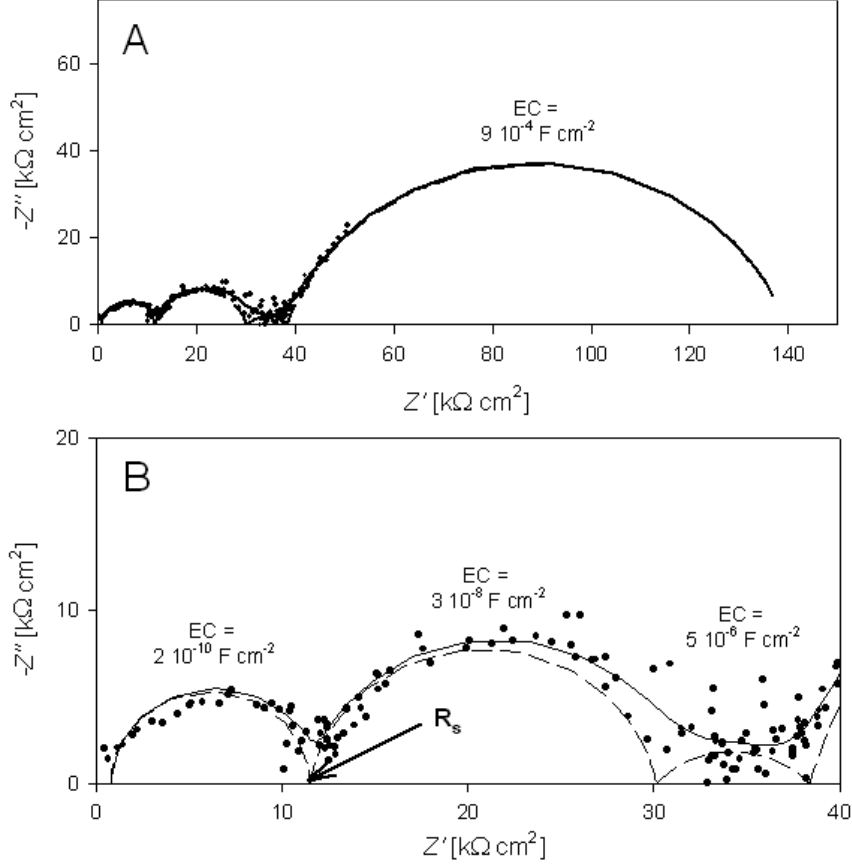 A
60
40
20
0
-Z'' [kΩ cm²]
EC =
9 10⁻⁴ F cm⁻²
0 20 40 60 80 100 120 140
Z' [kΩ cm²]
B
20
10
0
-Z'' [kΩ cm²]
EC =
2 10⁻¹⁰ F cm⁻²
EC =
3 10⁻⁸ F cm⁻²
EC =
5 10⁻⁶ F cm⁻²
Rₛ
0 10 20 30 40
Z' [kΩ cm²]